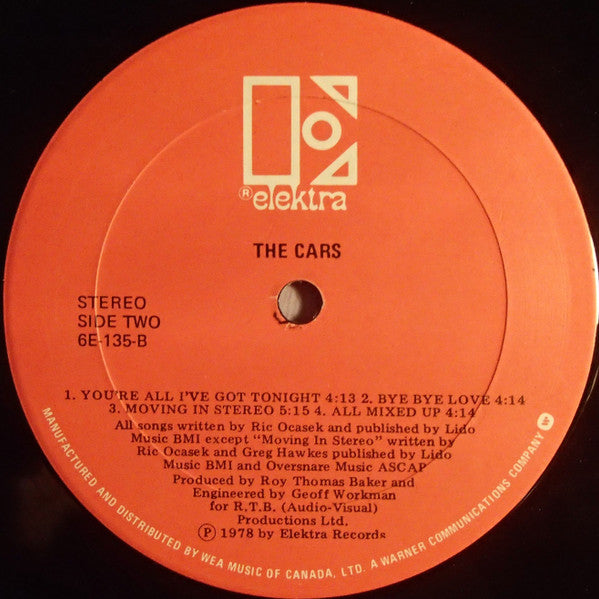 ® elektra
THE CARS
STEREO
SIDE TWO
6E-135-B
1. YOU'RE ALL I'VE GOT TONIGHT 4:13 2. BYE BYE LOVE 4:14
3. MOVING IN STEREO 5:15 4. ALL MIXED UP 4:14
All songs written by Ric Ocasek and published by Lido
Music BMI except "Moving In Stereo" written by
Ric Ocasek and Greg Hawkes published by Lido
Music BMI and Oversnare Music ASCAP
Produced by Roy Thomas Baker and
Engineered by Geoff Workman
for R.T.B. (Audio-Visual)
Productions Ltd.
Ⓟ 1978 by Elektra Records
MANUFACTURED AND DISTRIBUTED BY WEA MUSIC OF CANADA, LTD. A WARNER COMMUNICATIONS COMPANY